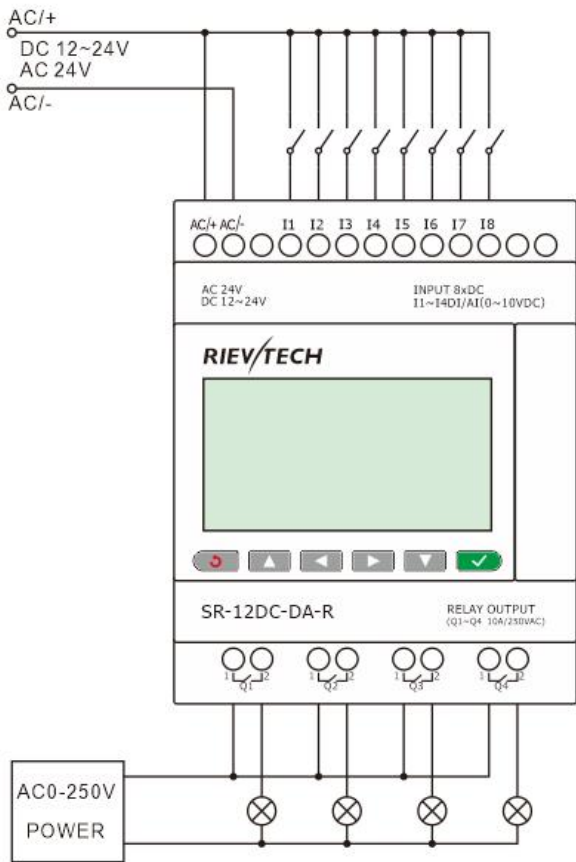 AC/+
DC 12~24V
AC 24V
AC/-
AC/+ AC/- I1 I2 I3 I4 I5 I6 I7 I8
AC 24V
DC 12~24V
INPUT 8xDC
I1~I4DI/AI(0~10VDC)
RIEVTECH
SR-12DC-DA-R
RELAY OUTPUT
(Q1~Q4 10A/250VAC)
1 2 1 2 1 2 1 2
Q1 Q2 Q3 Q4
AC0-250V
POWER